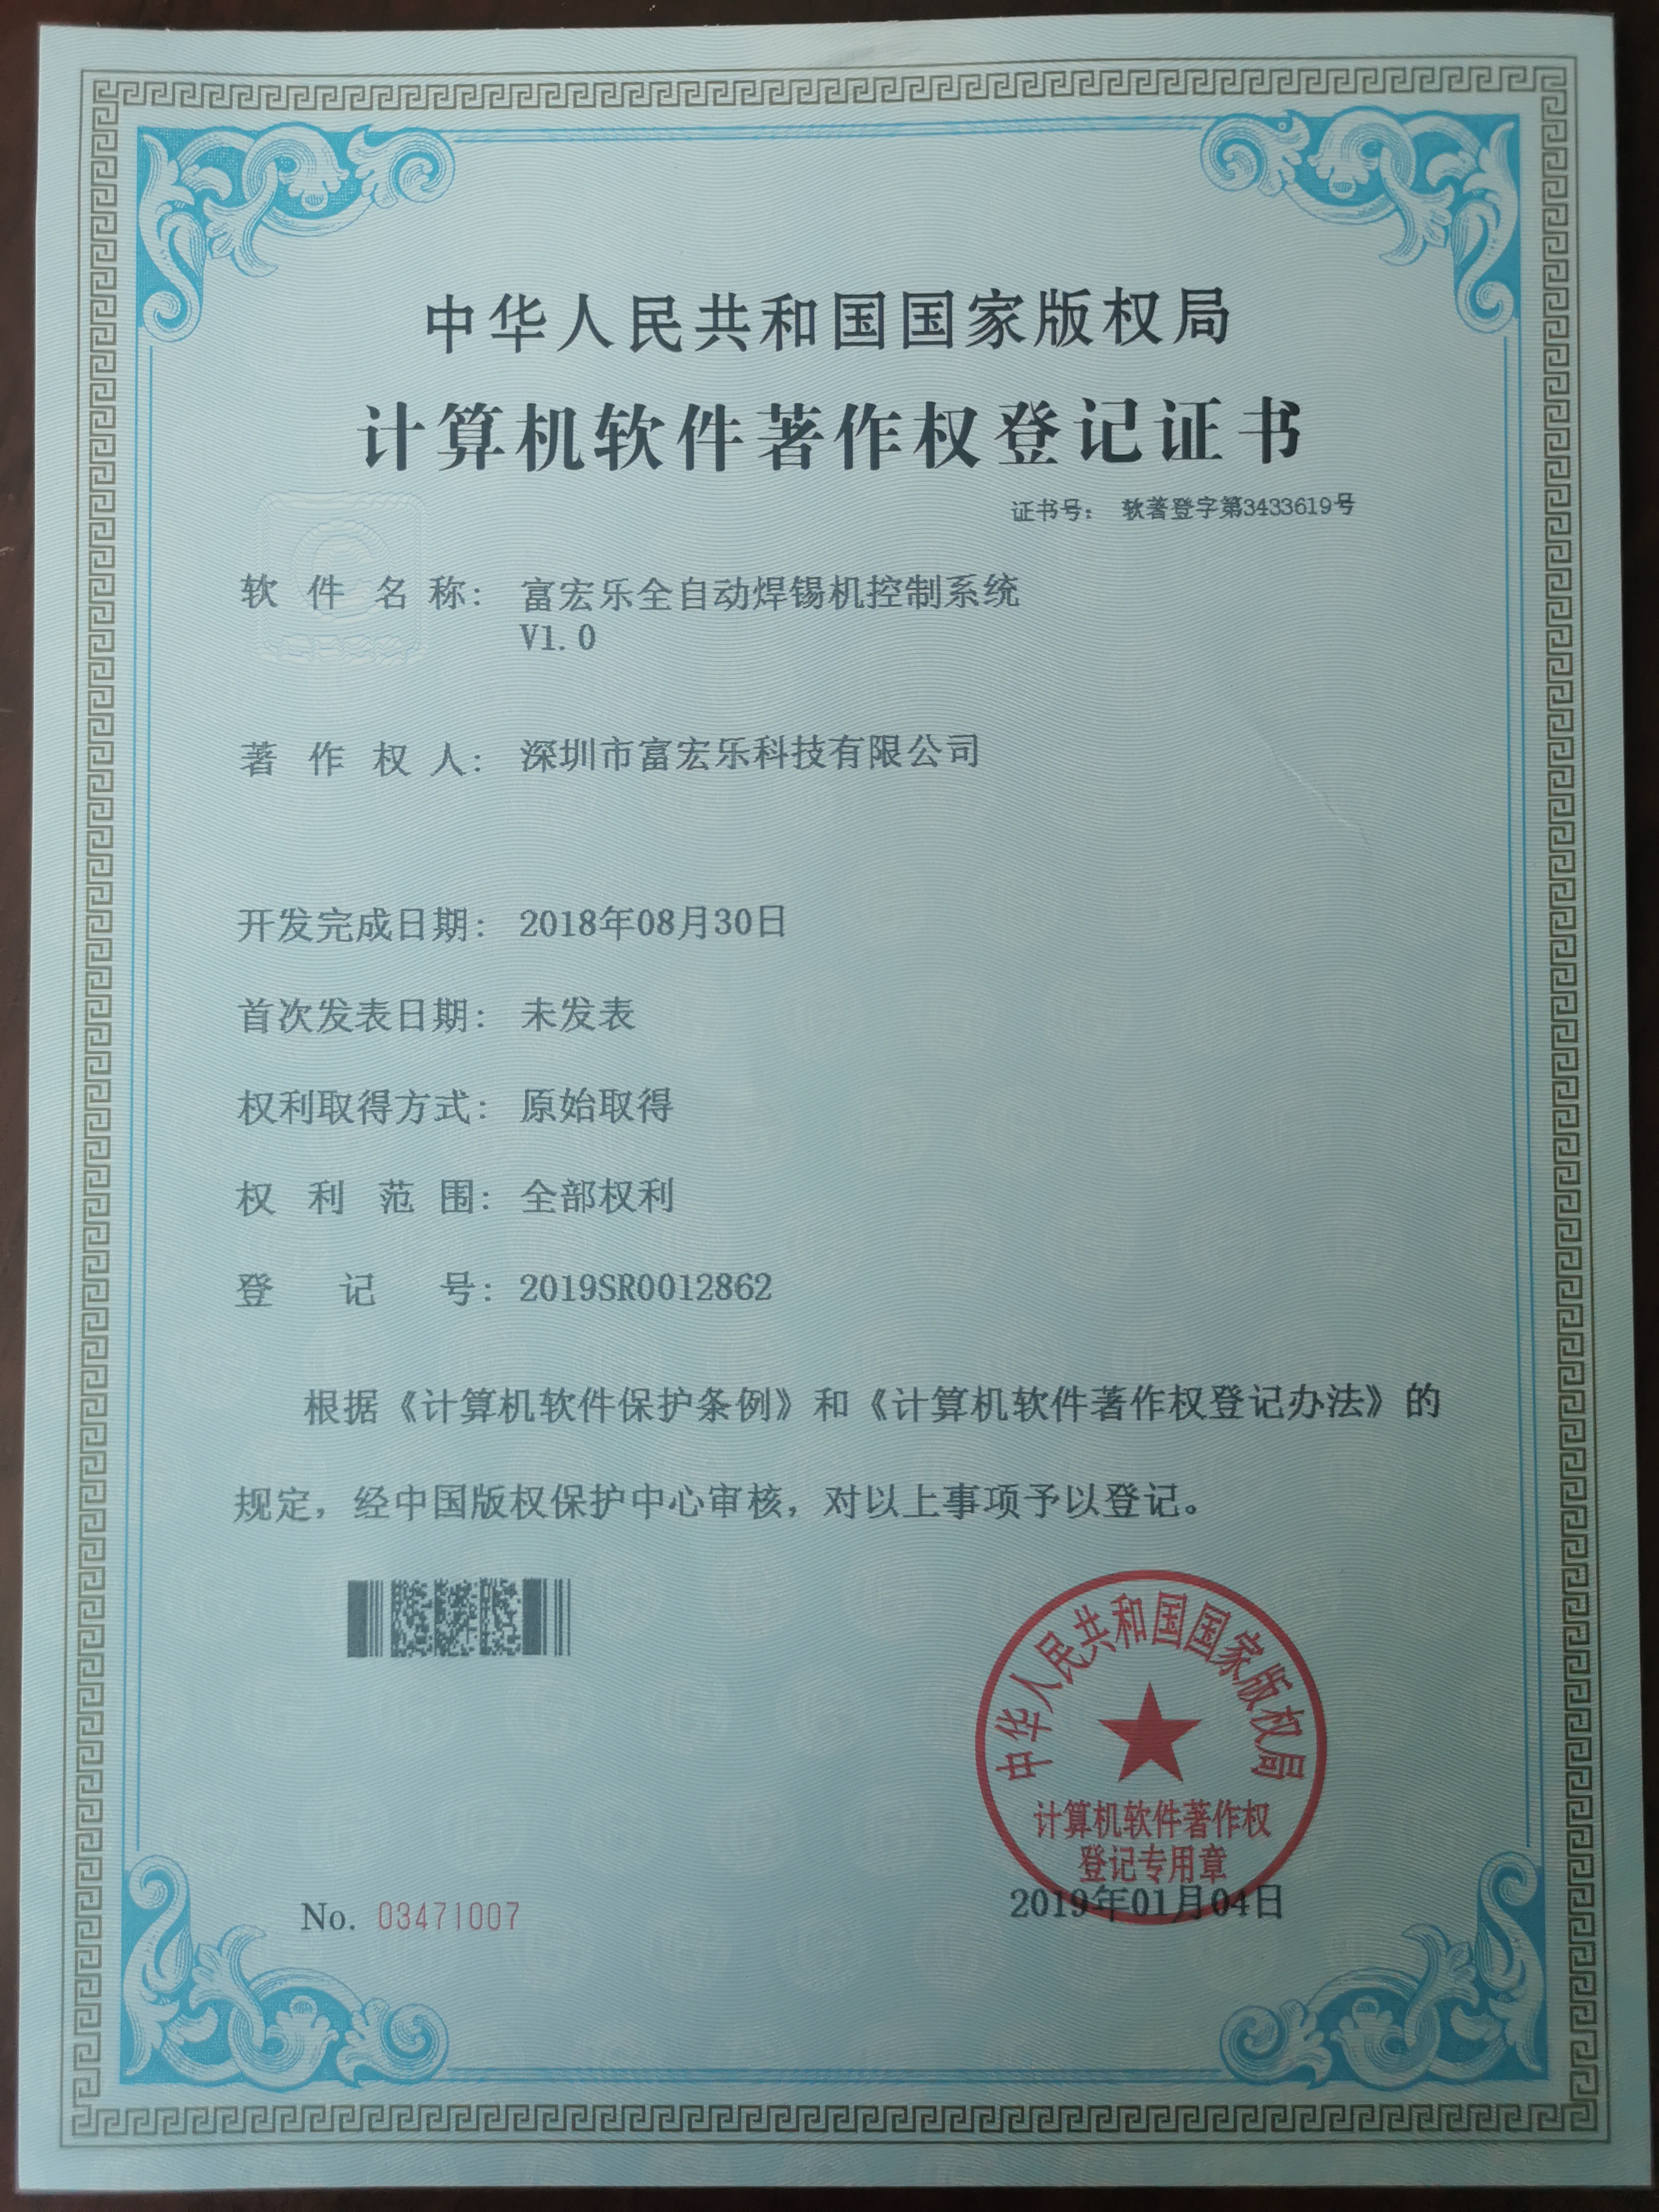 中华人民共和国国家版权局
计算机软件著作权登记证书
证书号： 软著登字第3433619号
软件名称： 富宏乐全自动焊锡机控制系统
V1.0
著作权人： 深圳市富宏乐科技有限公司
开发完成日期： 2018年08月30日
首次发表日期： 未发表
权利取得方式： 原始取得
权利范围： 全部权利
登记号： 2019SR0012862
根据《计算机软件保护条例》和《计算机软件著作权登记办法》的
规定，经中国版权保护中心审核，对以上事项予以登记。
中华人民共和国国家版权局
计算机软件著作权
登记专用章
No. 03471007
2019年01月04日